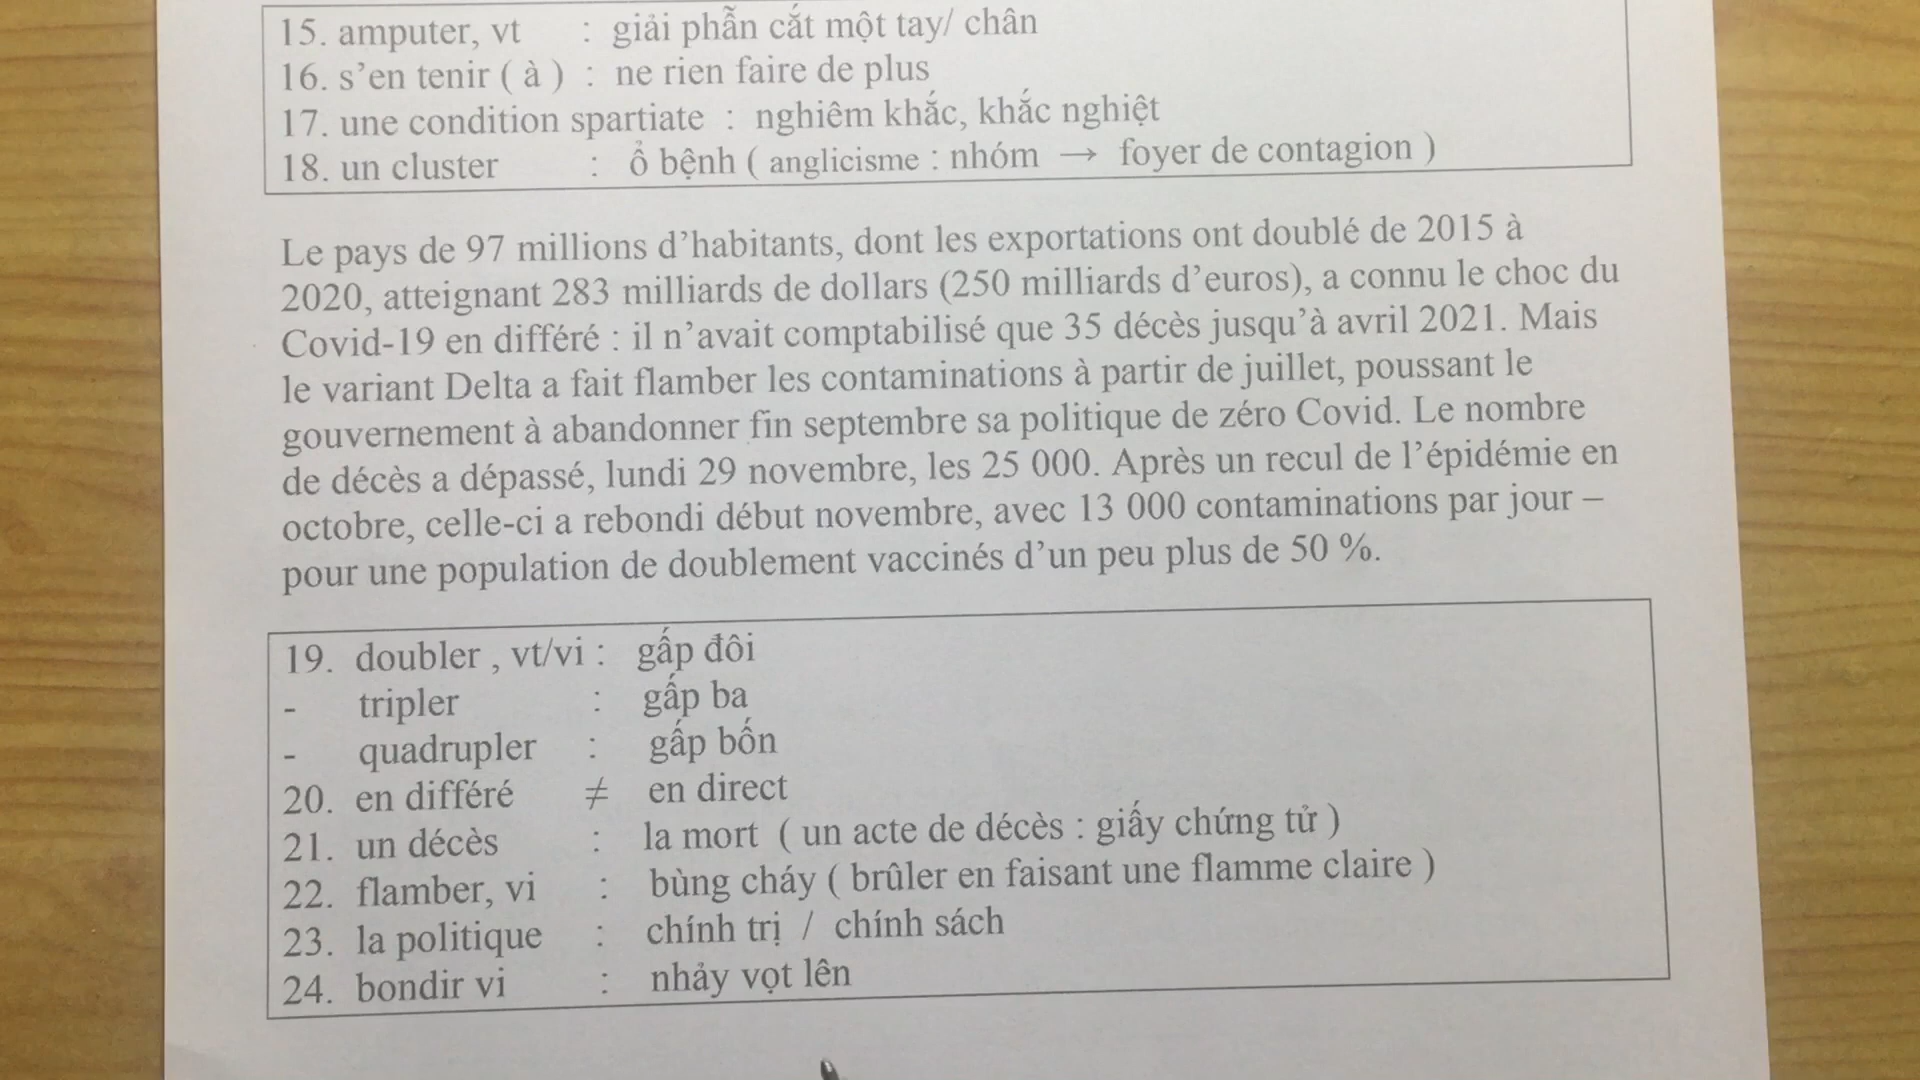 15. amputer, vt : giải phẫn cắt một tay/ chân
16. s’en tenir ( à ) : ne rien faire de plus
17. une condition spartiate : nghiêm khắc, khắc nghiệt
18. un cluster : ổ bệnh ( anglicisme : nhóm → foyer de contagion )
Le pays de 97 millions d’habitants, dont les exportations ont doublé de 2015 à
2020, atteignant 283 milliards de dollars (250 milliards d’euros), a connu le choc du
Covid-19 en différé : il n’avait comptabilisé que 35 décès jusqu’à avril 2021. Mais
le variant Delta a fait flamber les contaminations à partir de juillet, poussant le
gouvernement à abandonner fin septembre sa politique de zéro Covid. Le nombre
de décès a dépassé, lundi 29 novembre, les 25 000. Après un recul de l’épidémie en
octobre, celle-ci a rebondi début novembre, avec 13 000 contaminations par jour –
pour une population de doublement vaccinés d’un peu plus de 50 %.
19. doubler , vt/vi : gấp đôi
- tripler : gấp ba
- quadrupler : gấp bốn
20. en différé ≠ en direct
21. un décès : la mort ( un acte de décès : giấy chứng tử )
22. flamber, vi : bùng cháy ( brûler en faisant une flamme claire )
23. la politique : chính trị / chính sách
24. bondir vi : nhảy vọt lên